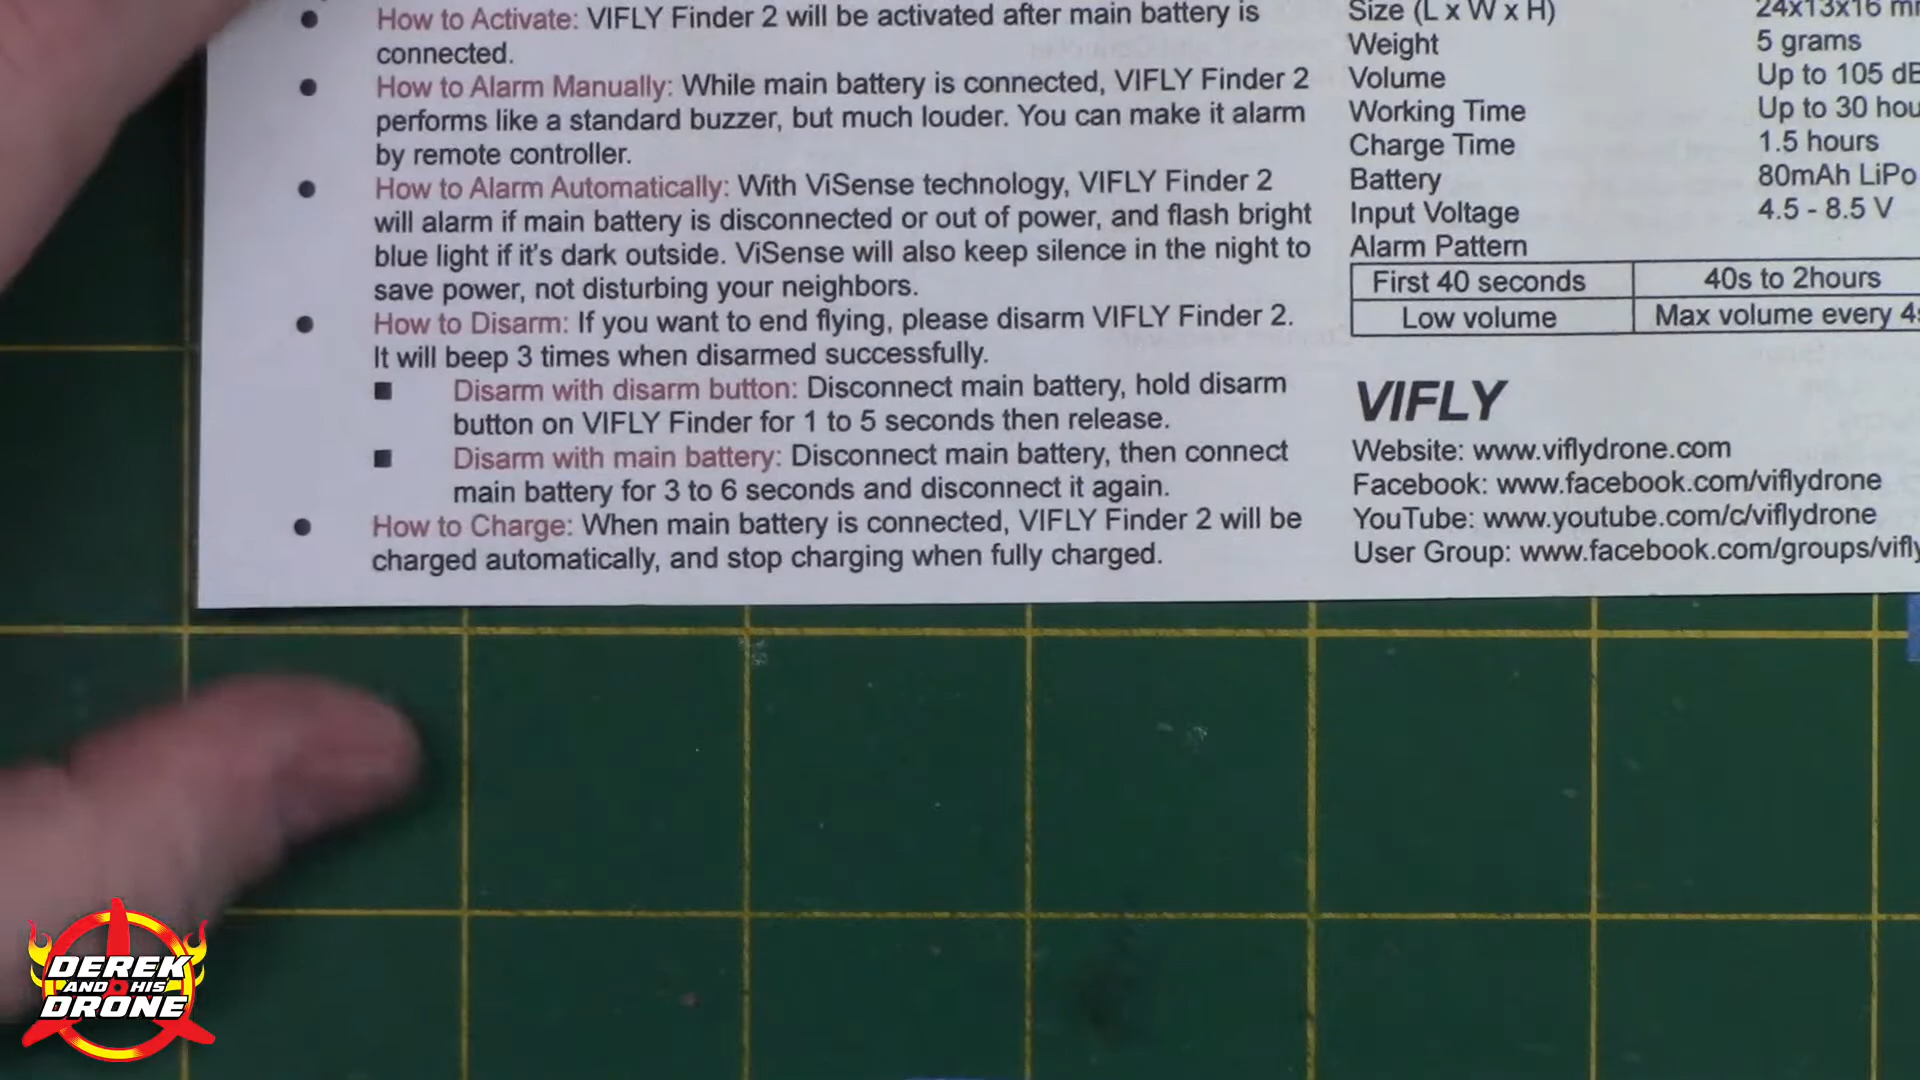 How to Activate: VIFLY Finder 2 will be activated after main battery is
connected.
How to Alarm Manually: While main battery is connected, VIFLY Finder 2
performs like a standard buzzer, but much louder. You can make it alarm
by remote controller.
How to Alarm Automatically: With ViSense technology, VIFLY Finder 2
will alarm if main battery is disconnected or out of power, and flash bright
blue light if it's dark outside. ViSense will also keep silence in the night to
save power, not disturbing your neighbors.
How to Disarm: If you want to end flying, please disarm VIFLY Finder 2.
It will beep 3 times when disarmed successfully.
Disarm with disarm button: Disconnect main battery, hold disarm
button on VIFLY Finder for 1 to 5 seconds then release.
Disarm with main battery: Disconnect main battery, then connect
main battery for 3 to 6 seconds and disconnect it again.
How to Charge: When main battery is connected, VIFLY Finder 2 will be
charged automatically, and stop charging when fully charged.
Size (L x W x H) 24x13x16
Weight 5 grams
Volume Up to 105
Working Time Up to 30
Charge Time 1.5 hours
Battery 80mAh LiPo
Input Voltage 4.5 - 8.5 V
Alarm Pattern
First 40 seconds 40s to 2hours
Low volume Max volume every
VIFLY
Website: www.viflydrone.com
Facebook: www.facebook.com/viflydrone
YouTube: www.youtube.com/c/viflydrone
User Group: www.facebook.com/groups/vifly
DEREK
AND HIS
DRONE